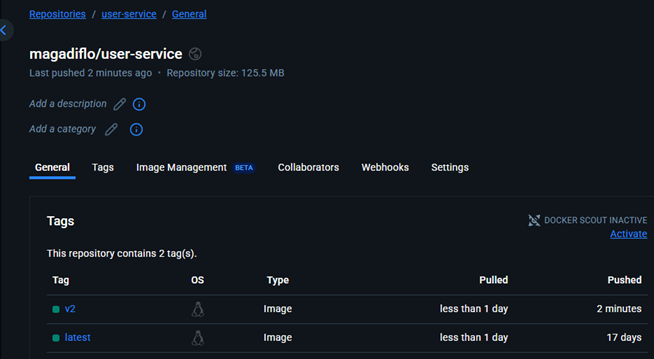 Repositories / user-service / General
magadiflo/user-service
Last pushed 2 minutes ago • Repository size: 125.5 MB
Add a description
Add a category
General Tags Image Management BETA Collaborators Webhooks Settings
Tags
DOCKER SCOUT INACTIVE
Activate
This repository contains 2 tag(s).
Tag OS Type Pulled Pushed
v2 Image less than 1 day 2 minutes
latest Image less than 1 day 17 days